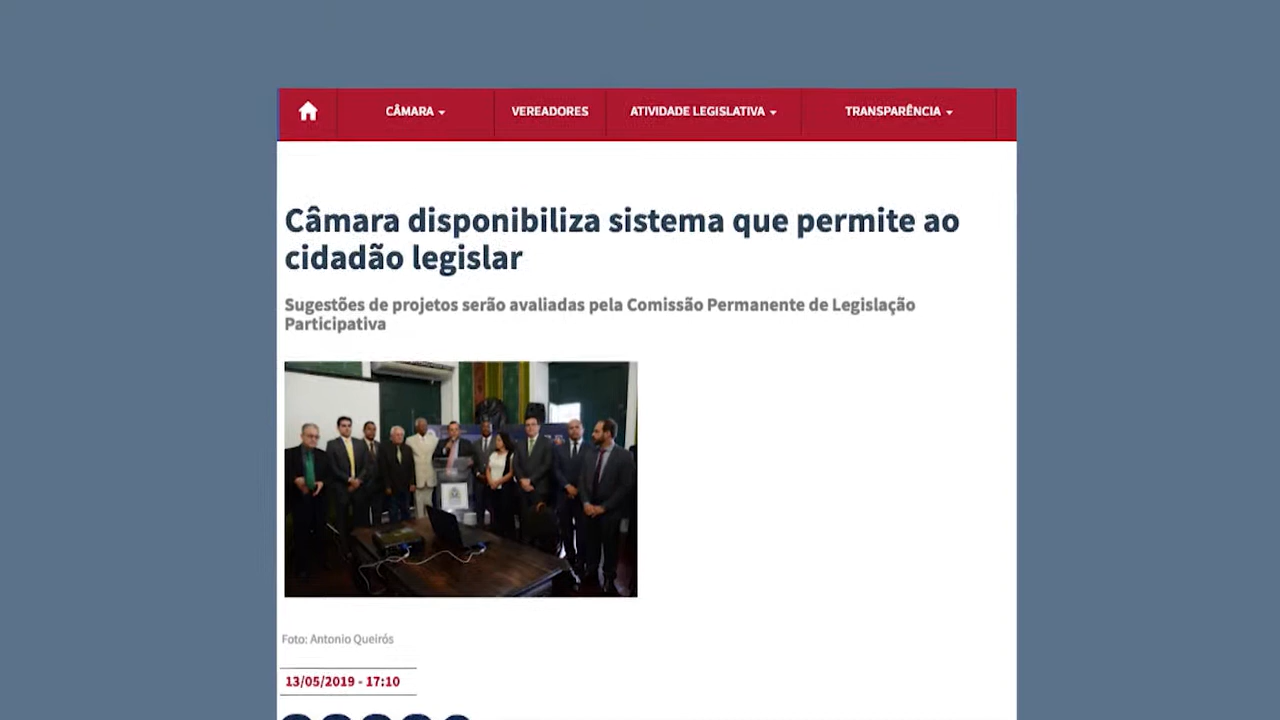 CÂMARA
VEREADORES
ATIVIDADE LEGISLATIVA
TRANSPARÊNCIA
Câmara disponibiliza sistema que permite ao
cidadão legislar
Sugestões de projetos serão avaliadas pela Comissão Permanente de Legislação
Participativa
Foto: Antonio Queirós
13/05/2019 - 17:10